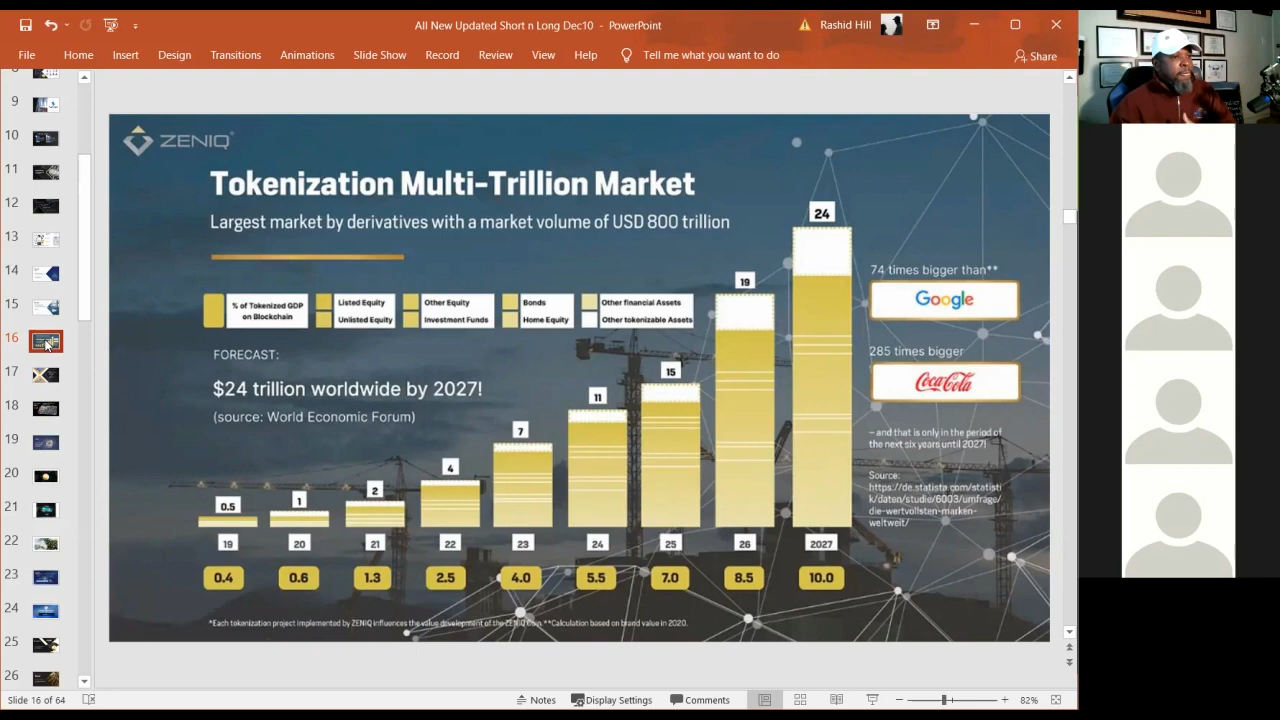 All New Updated Short n Long Dec10 - PowerPoint
Rashid Hill
File Home Insert Design Transitions Animations Slide Show Record Review View Help Tell me what you want to do
Share
9
10
11
12
13
14
15
16
17
18
19
20
21
22
23
24
25
26
ZENIQ
Tokenization Multi-Trillion Market
Largest market by derivatives with a market volume of USD 800 trillion
% of Tokenized GDP
on Blockchain
Listed Equity
Unlisted Equity
Other Equity
Investment Funds
Bonds
Home Equity
Other financial Assets
Other tokenizable Assets
FORECAST:
$24 trillion worldwide by 2027!
(source: World Economic Forum)
0.5 1 2 4 7 11 15 19 24
19 20 21 22 23 24 25 26 2027
0.4 0.6 1.3 2.5 4.0 5.5 7.0 8.5 10.0
74 times bigger than**
Google
285 times bigger
Coca-Cola
– and that is only in the period of
the next six years until 2027!
Source:
https://de.statista.com/statisti
k/daten/studie/6003/umfrage/
die-wertvollsten-marken-
weltweit/
*Each tokenization project implemented by ZENIQ influences the value development of the ZENIQ Coin.**Calculation based on brand value in 2020.
Slide 16 of 64
Notes Display Settings Comments
82%